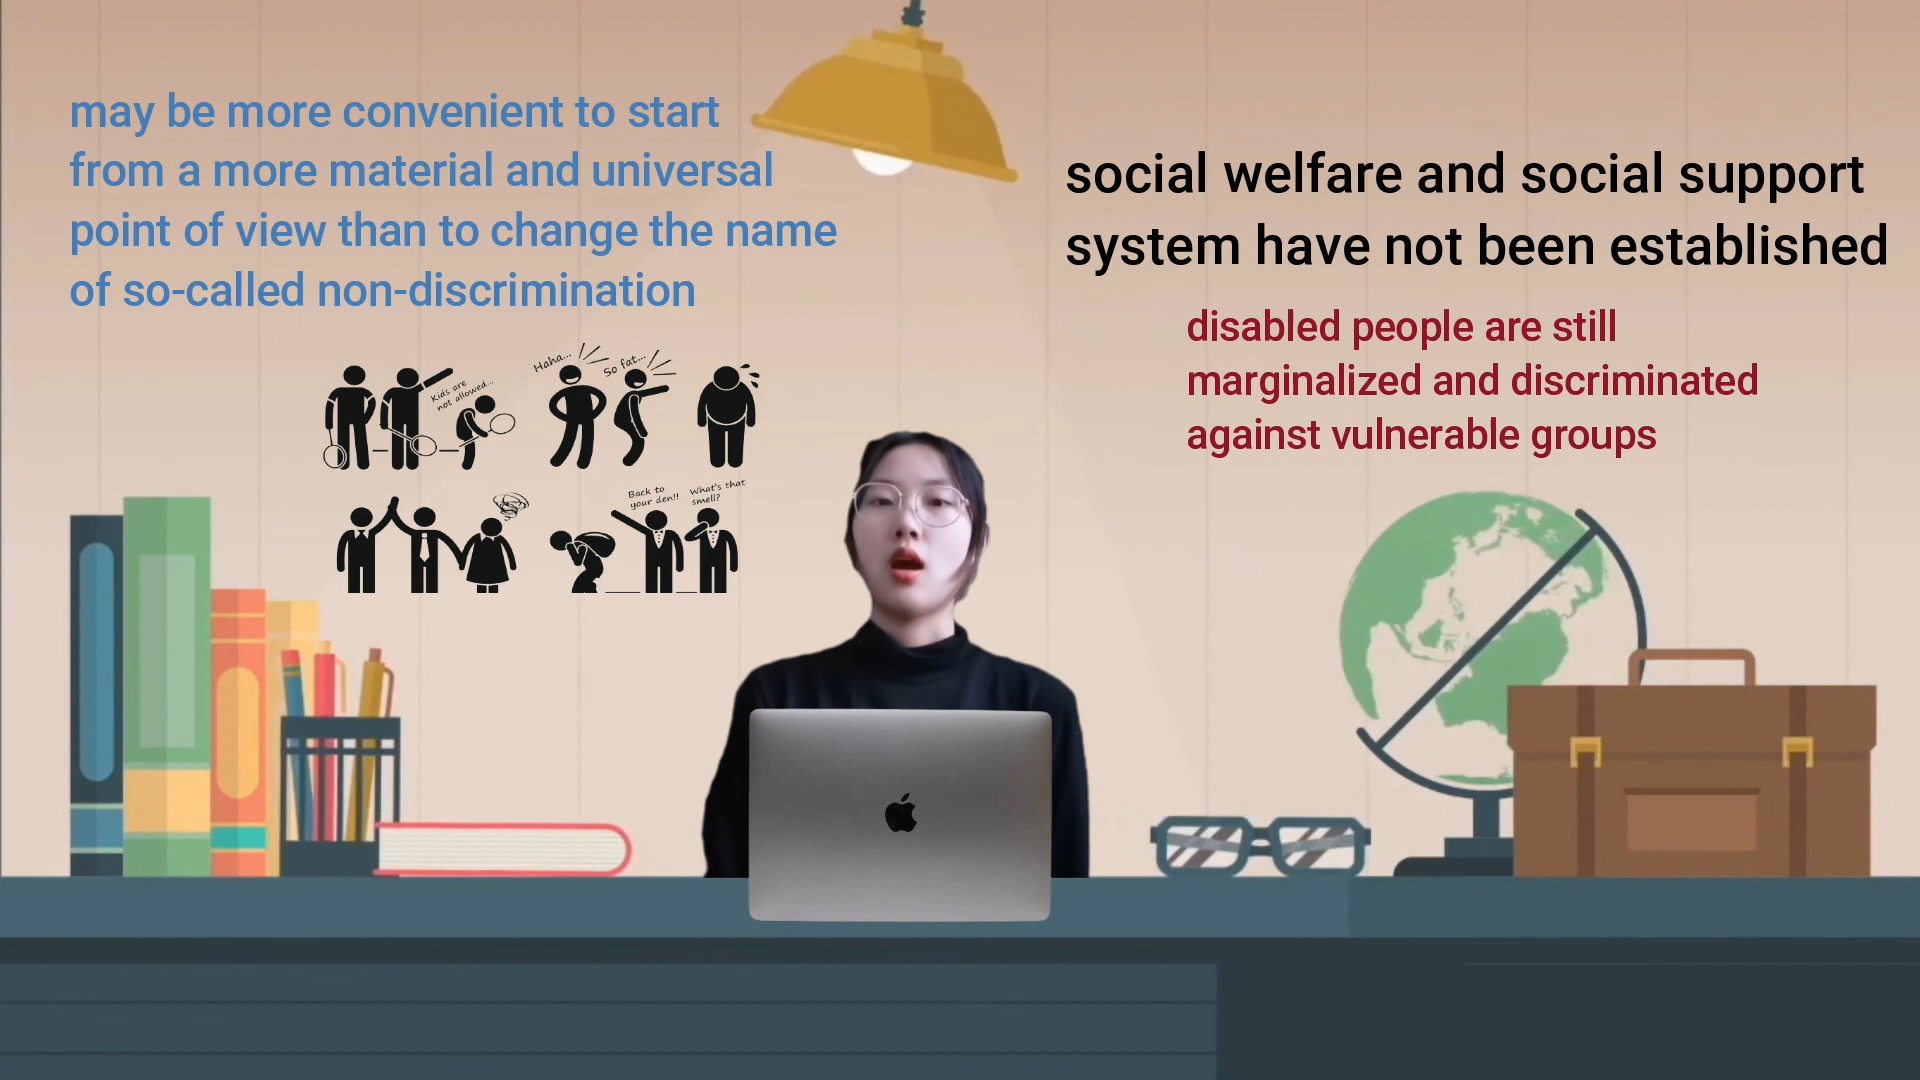 may be more convenient to start
from a more material and universal
point of view than to change the name
of so-called non-discrimination
social welfare and social support
system have not been established
disabled people are still
marginalized and discriminated
against vulnerable groups
Kids are
not allowed...
Haha...
So fat...
Back to
your den!!
What's that
smell?